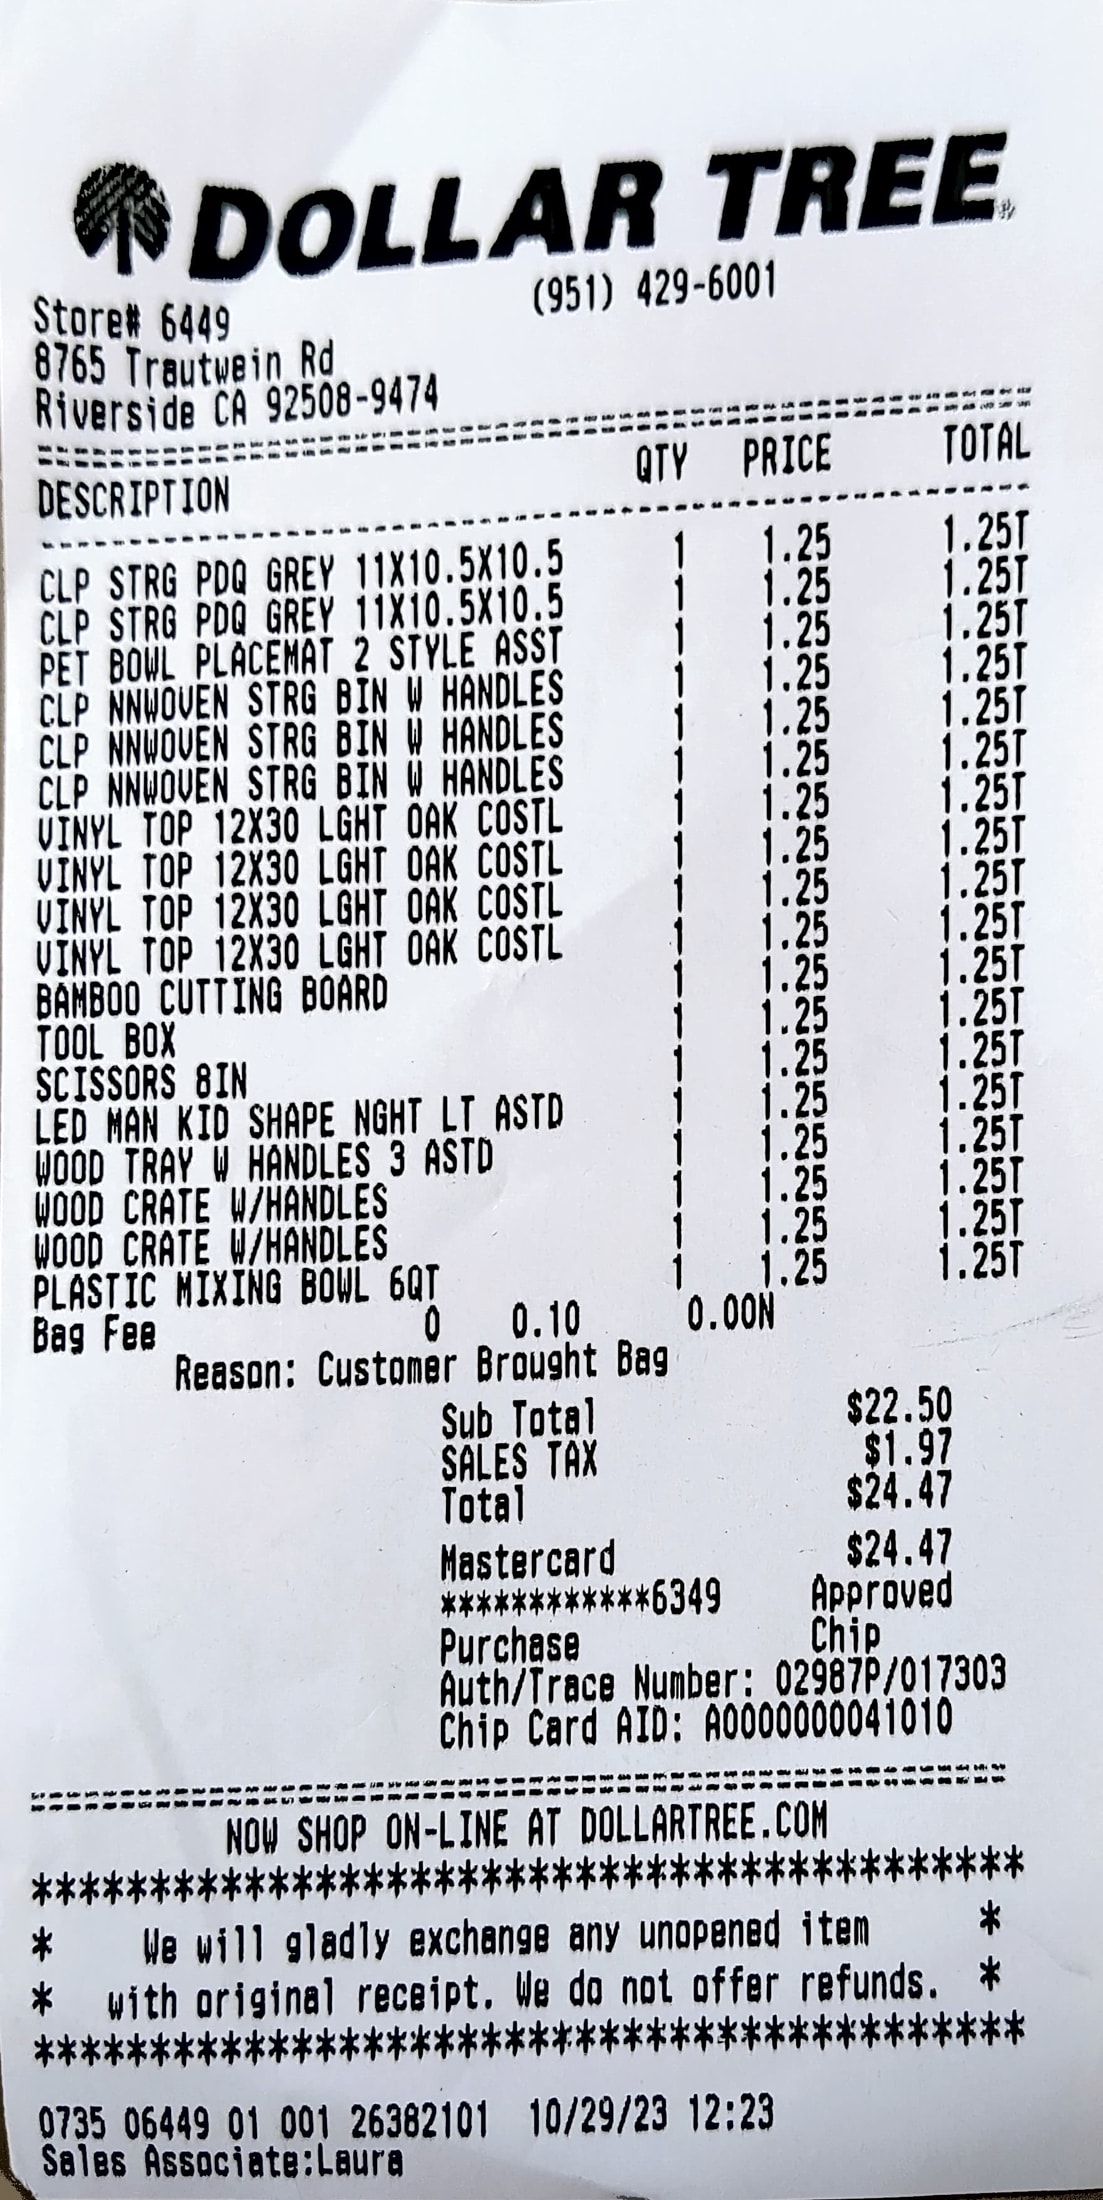 DOLLAR TREE
(951) 429-6001
Store# 6449
8765 Trautwein Rd
Riverside CA 92508-9474
==========================================================
DESCRIPTION QTY PRICE TOTAL
----------------------------------------------------------
CLP STRG PDQ GREY 11X10.5X10.5 1 1.25 1.25T
CLP STRG PDQ GREY 11X10.5X10.5 1 1.25 1.25T
PET BOWL PLACEMAT 2 STYLE ASST 1 1.25 1.25T
CLP NNWOVEN STRG BIN W HANDLES 1 1.25 1.25T
CLP NNWOVEN STRG BIN W HANDLES 1 1.25 1.25T
CLP NNWOVEN STRG BIN W HANDLES 1 1.25 1.25T
VINYL TOP 12X30 LGHT OAK COSTL 1 1.25 1.25T
VINYL TOP 12X30 LGHT OAK COSTL 1 1.25 1.25T
VINYL TOP 12X30 LGHT OAK COSTL 1 1.25 1.25T
VINYL TOP 12X30 LGHT OAK COSTL 1 1.25 1.25T
BAMBOO CUTTING BOARD 1 1.25 1.25T
TOOL BOX 1 1.25 1.25T
SCISSORS 8IN 1 1.25 1.25T
LED MAN KID SHAPE NGHT LT ASTD 1 1.25 1.25T
WOOD TRAY W HANDLES 3 ASTD 1 1.25 1.25T
WOOD CRATE W/HANDLES 1 1.25 1.25T
WOOD CRATE W/HANDLES 1 1.25 1.25T
PLASTIC MIXING BOWL 6QT 1 1.25 1.25T
Bag Fee 0 0.10 0.00N
Reason: Customer Brought Bag
Sub Total $22.50
SALES TAX $1.97
Total $24.47
Mastercard $24.47
************6349 Approved
Purchase Chip
Auth/Trace Number: 02987P/017303
Chip Card AID: A0000000041010
==========================================================
NOW SHOP ON-LINE AT DOLLARTREE.COM
******************************************
* We will gladly exchange any unopened item *
* with original receipt. We do not offer refunds. *
******************************************
0735 06449 01 001 26382101 10/29/23 12:23
Sales Associate:Laura